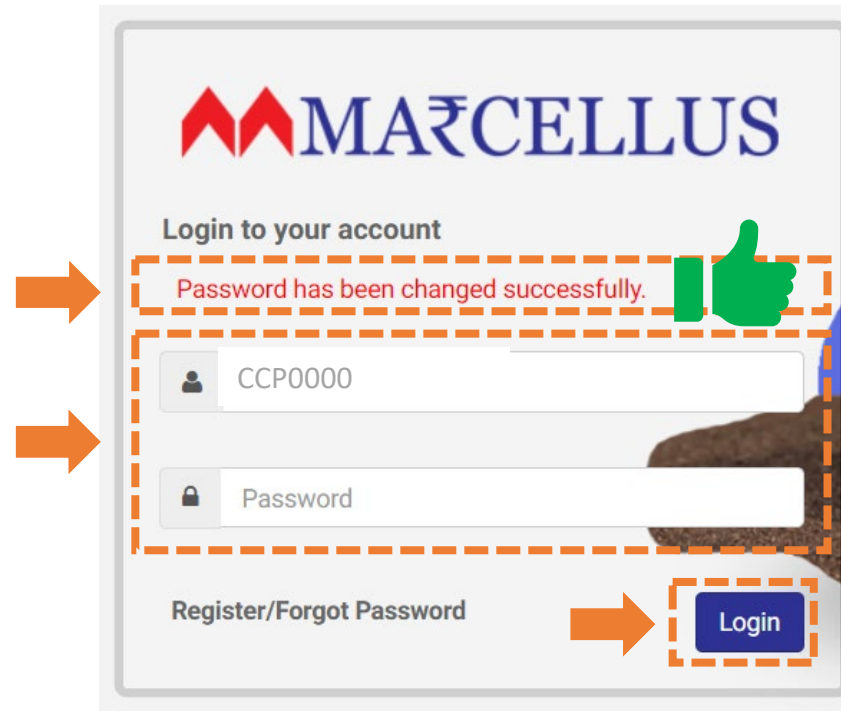 MA₹CELLUS
Login to your account
Password has been changed successfully.
CCP0000
Password
Register/Forgot Password
Login